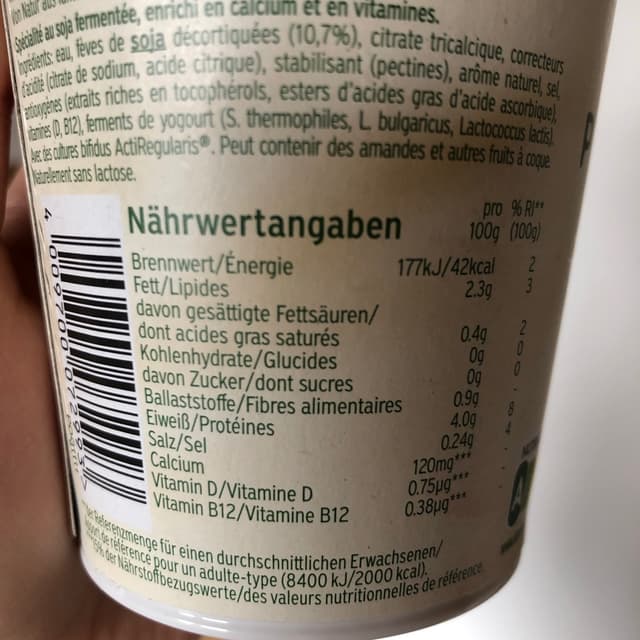 Spécialité au soja fermentée, enrichi en calcium et en vitamines.
Ingrédients: eau, fèves de soja décortiquées (10,7%), citrate tricalcique, correcteurs
d'acidité (citrate de sodium, acide citrique), stabilisant (pectines), arôme naturel, sel,
antioxygènes (extraits riches en tocophérols, esters d'acides gras d'acide ascorbique),
vitamines (D, B12), ferments de yogourt (S. thermophiles, L. bulgaricus, Lactococcus lactis).
Avec des cultures bifidus ActiRegularis®. Peut contenir des amandes et autres fruits à coque.
Naturellement sans lactose.
Nährwertangaben pro 100g % RI** (100g)
Brennwert/Énergie 177kJ/42kcal 2
Fett/Lipides 2.3g 3
davon gesättigte Fettsäuren/
dont acides gras saturés 0.4g 2
Kohlenhydrate/Glucides 0g 0
davon Zucker/dont sucres 0g 0
Ballaststoffe/Fibres alimentaires 0.9g -
Eiweiß/Protéines 4.0g 8
Salz/Sel 0.24g 4
Calcium 120mg*** -
Vitamin D/Vitamine D 0.75µg*** -
Vitamin B12/Vitamine B12 0.38µg*** -
Referenzmenge für einen durchschnittlichen Erwachsenen/
de référence pour un adulte-type (8400 kJ/2000 kcal).
15% der Nährstoffbezugswerte/des valeurs nutritionnelles de référence.